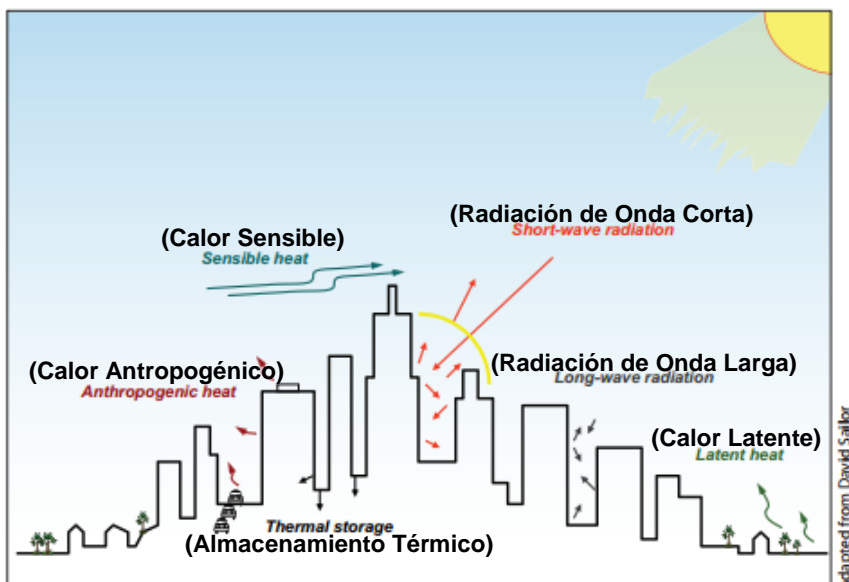 (Radiación de Onda Corta)
Short-wave radiation
(Calor Sensible)
Sensible heat
(Calor Antropogénico)
Anthropogenic heat
(Radiación de Onda Larga)
Long-wave radiation
(Calor Latente)
Latent heat
Thermal storage
(Almacenamiento Térmico)
dapted from David Sailor